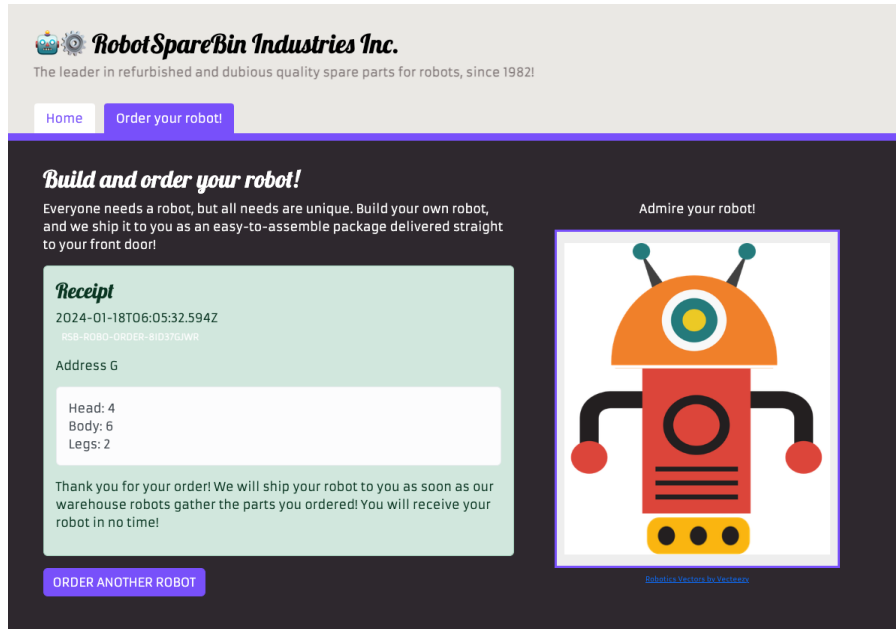 RobotSpareBin Industries Inc.
The leader in refurbished and dubious quality spare parts for robots, since 1982!
Home
Order your robot!
Build and order your robot!
Everyone needs a robot, but all needs are unique. Build your own robot,
and we ship it to you as an easy-to-assemble package delivered straight
to your front door!
Receipt
2024-01-18T06:05:32.594Z
Address G
Head: 4
Body: 6
Legs: 2
Thank you for your order! We will ship your robot to you as soon as our
warehouse robots gather the parts you ordered! You will receive your
robot in no time!
ORDER ANOTHER ROBOT
Admire your robot!
Robotics Vectors by Vecteezy